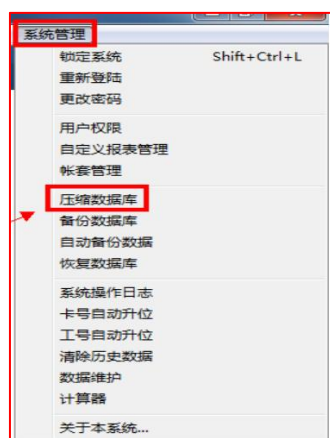 系统管理
锁定系统 Shift+Ctrl+L
重新登陆
更改密码
用户权限
自定义报表管理
帐套管理
压缩数据库
备份数据库
自动备份数据
恢复数据库
系统操作日志
卡号自动升位
工号自动升位
清除历史数据
数据维护
计算器
关于本系统...